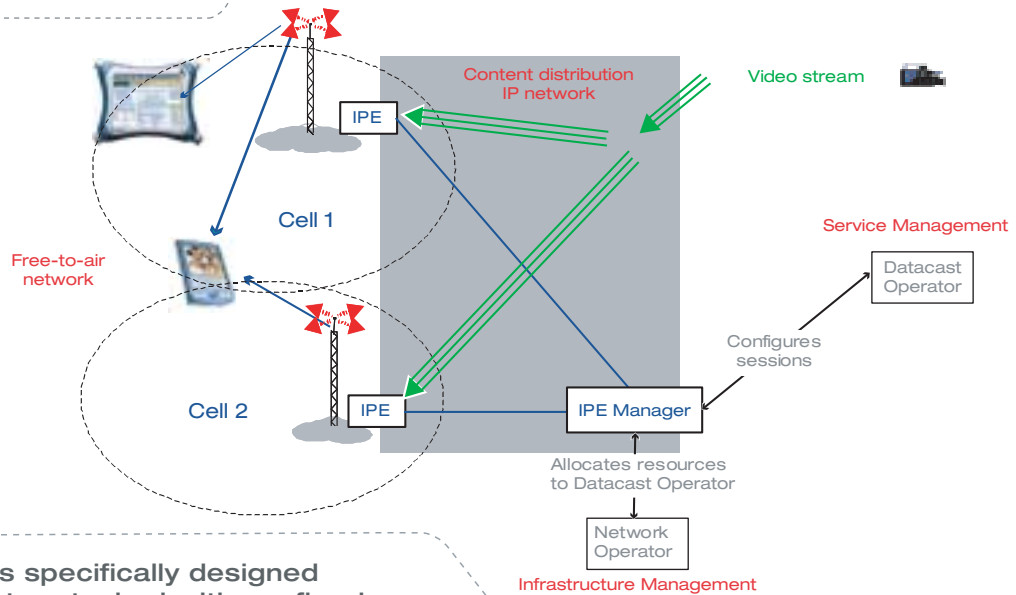 Content distribution
IP network
Video stream
IPE
Cell 1
Service Management
Free-to-air
network
Datacast
Operator
Configures
sessions
Cell 2
IPE
IPE Manager
Allocates resources
to Datacast Operator
Network
Operator
s specifically designed
Infrastructure Management